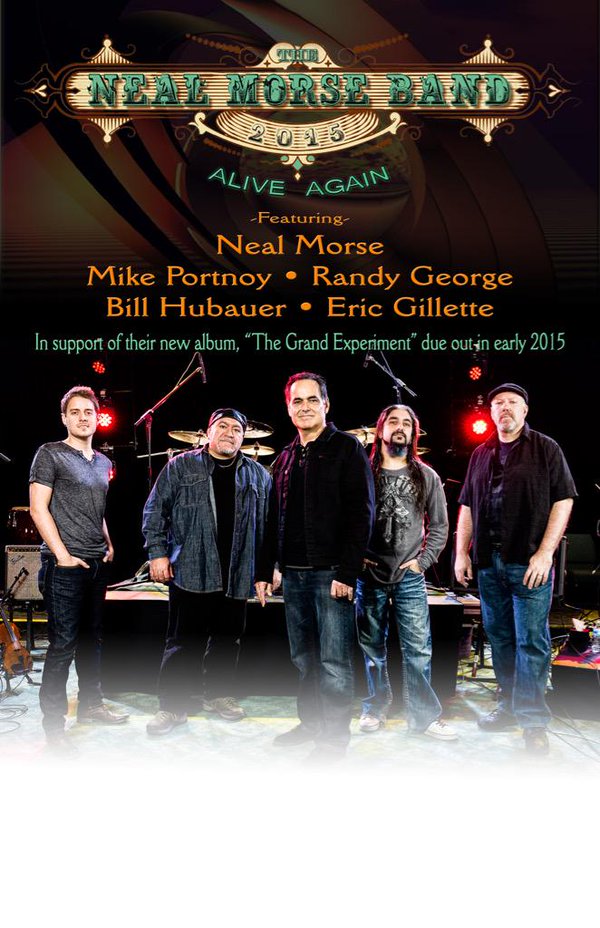 THE
NEAL MORSE BAND
2015
ALIVE AGAIN
-Featuring-
Neal Morse
Mike Portnoy • Randy George
Bill Hubauer • Eric Gillette
In support of their new album, “The Grand Experiment” due out in early 2015